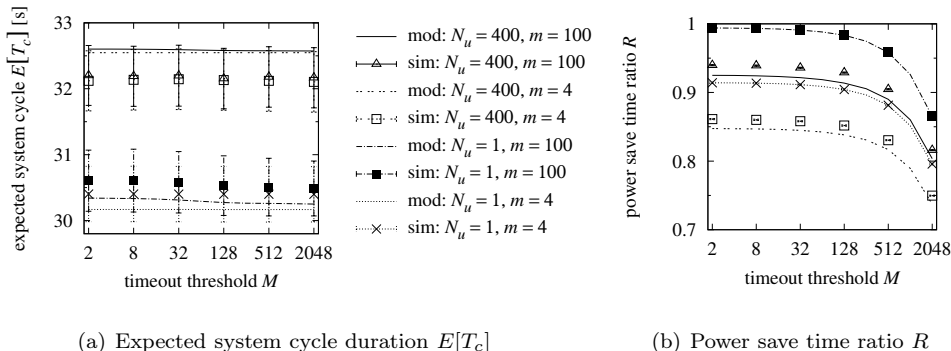 expected system cycle E[T_c] [s]
33
32
31
30
2 8 32 128 512 2048
timeout threshold M
mod: N_u = 400, m = 100
sim: N_u = 400, m = 100
mod: N_u = 400, m = 4
sim: N_u = 400, m = 4
mod: N_u = 1, m = 100
sim: N_u = 1, m = 100
mod: N_u = 1, m = 4
sim: N_u = 1, m = 4
power save time ratio R
1
0.9
0.8
0.7
2 8 32 128 512 2048
timeout threshold M
(a) Expected system cycle duration E[T_c]
(b) Power save time ratio R